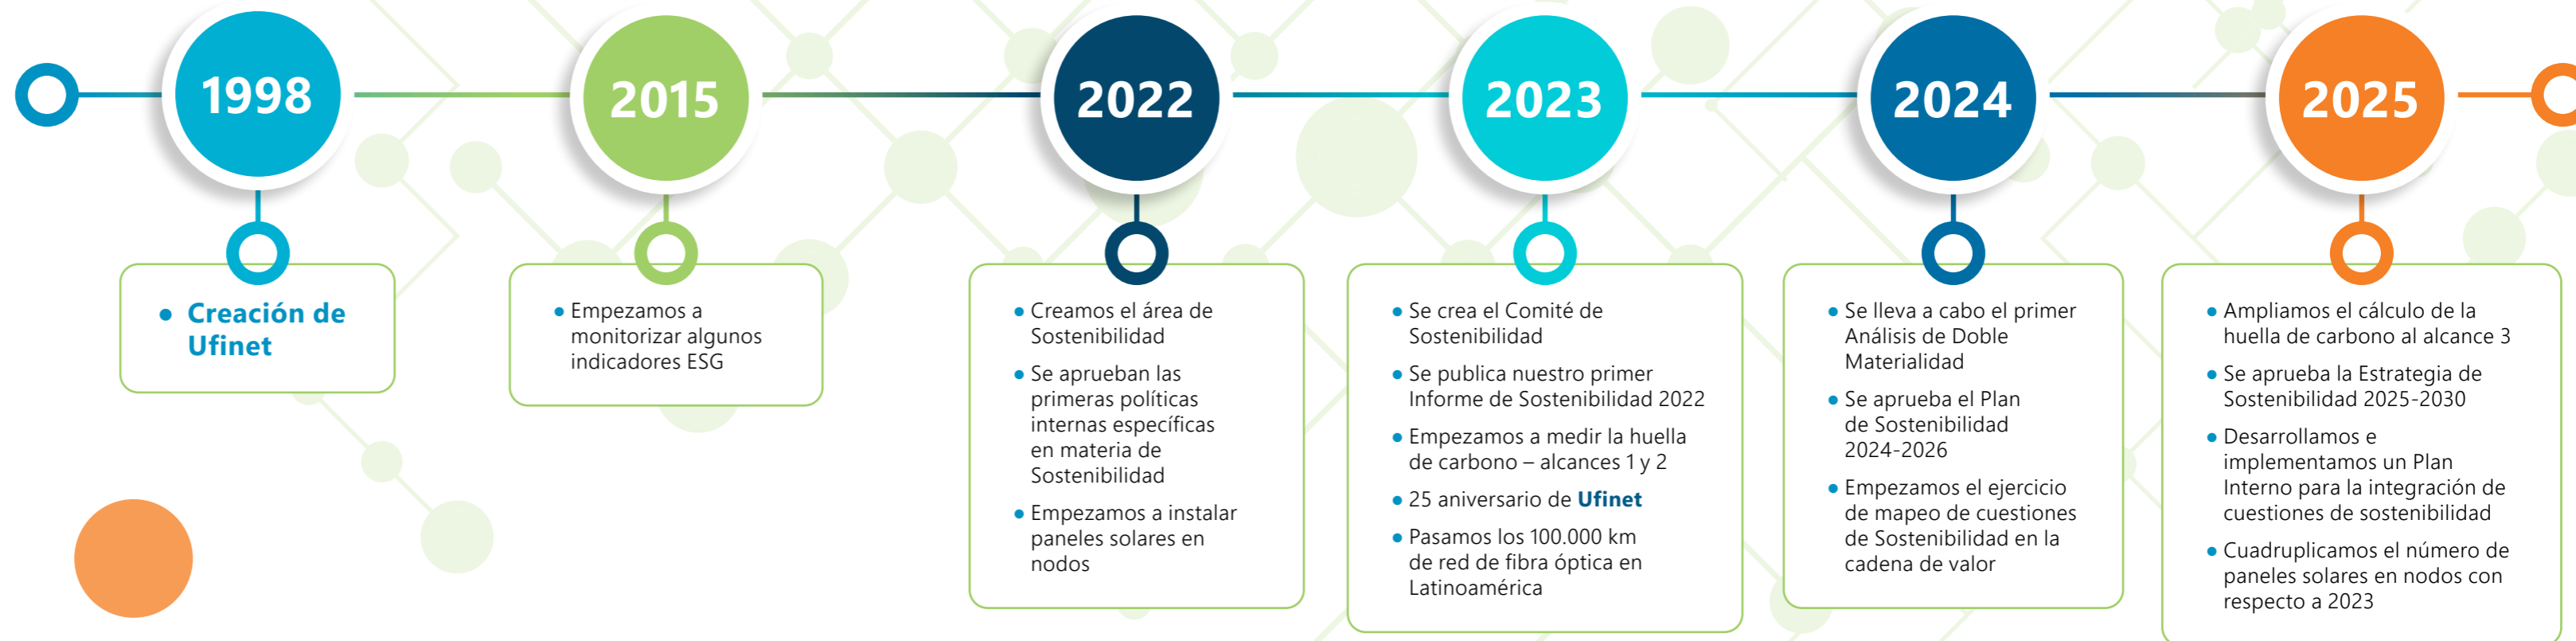 1998
2015
2022
2023
2024
2025
● Creación de
Ufinet
● Empezamos a
monitorizar algunos
indicadores ESG
● Creamos el área de
Sostenibilidad
● Se aprueban las
primeras políticas
internas específicas
en materia de
Sostenibilidad
● Empezamos a instalar
paneles solares en
nodos
● Se crea el Comité de
Sostenibilidad
● Se publica nuestro primer
Informe de Sostenibilidad 2022
● Empezamos a medir la huella
de carbono – alcances 1 y 2
● 25 aniversario de Ufinet
● Pasamos los 100.000 km
de red de fibra óptica en
Latinoamérica
● Se lleva a cabo el primer
Análisis de Doble
Materialidad
● Se aprueba el Plan
de Sostenibilidad
2024-2026
● Empezamos el ejercicio
de mapeo de cuestiones
de Sostenibilidad en la
cadena de valor
● Ampliamos el cálculo de la
huella de carbono al alcance 3
● Se aprueba la Estrategia de
Sostenibilidad 2025-2030
● Desarrollamos e
implementamos un Plan
Interno para la integración de
cuestiones de sostenibilidad
● Cuadruplicamos el número de
paneles solares en nodos con
respecto a 2023